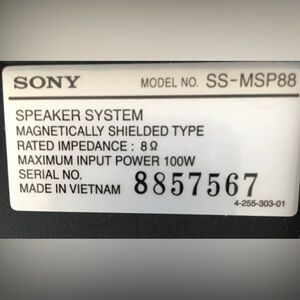 SONY MODEL NO. SS-MSP88
SPEAKER SYSTEM
MAGNETICALLY SHIELDED TYPE
RATED IMPEDANCE : 8 Ω
MAXIMUM INPUT POWER 100W
SERIAL NO. 8857567
MADE IN VIETNAM
4-255-303-01